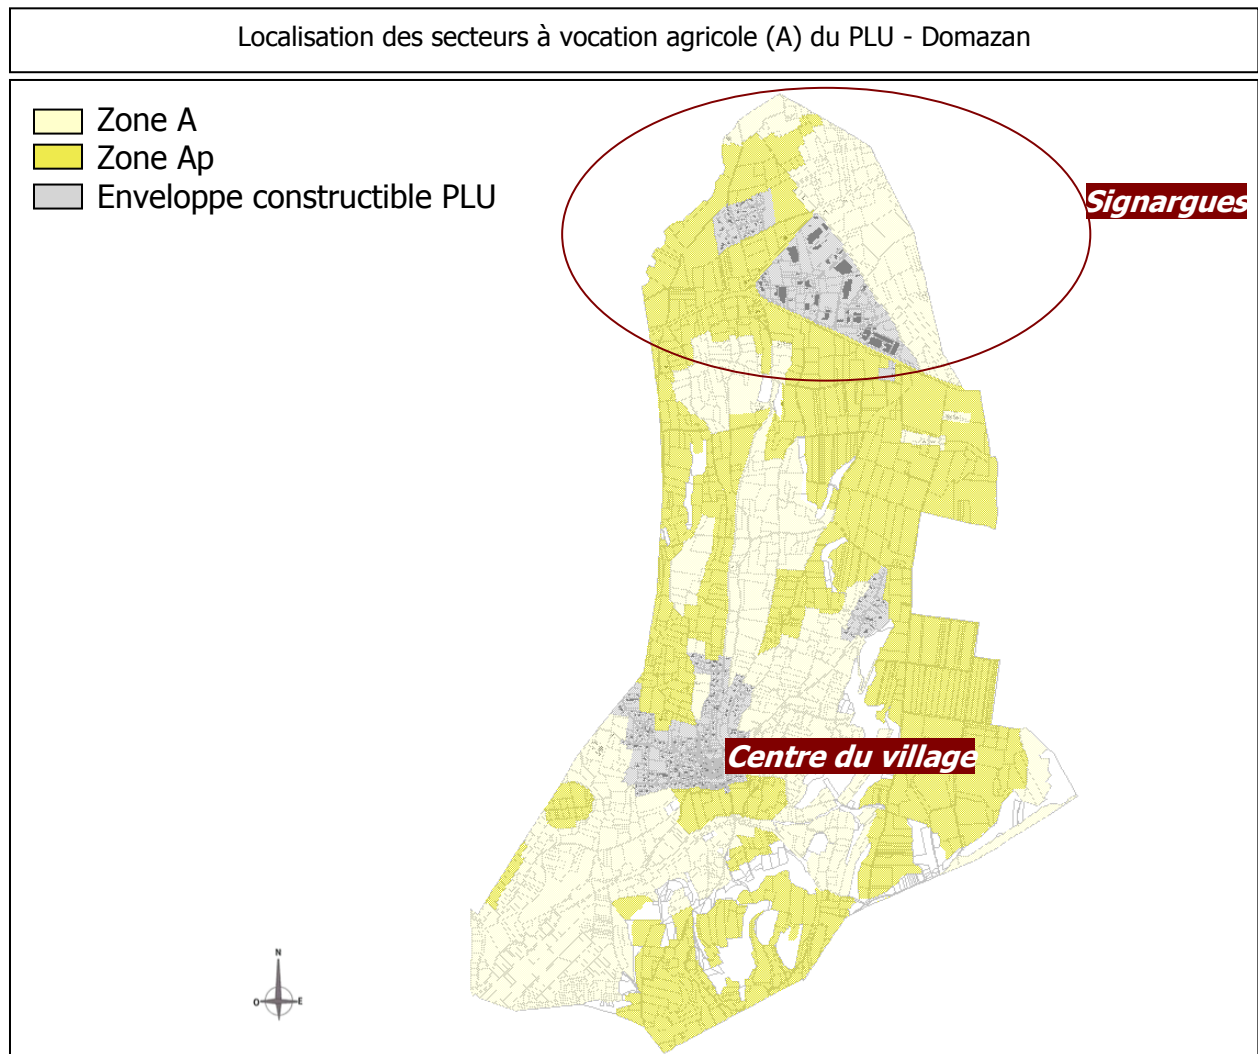 Localisation des secteurs à vocation agricole (A) du PLU - Domazan
Zone A
Zone Ap
Enveloppe constructible PLU
Signargues
Centre du village
N
O
E